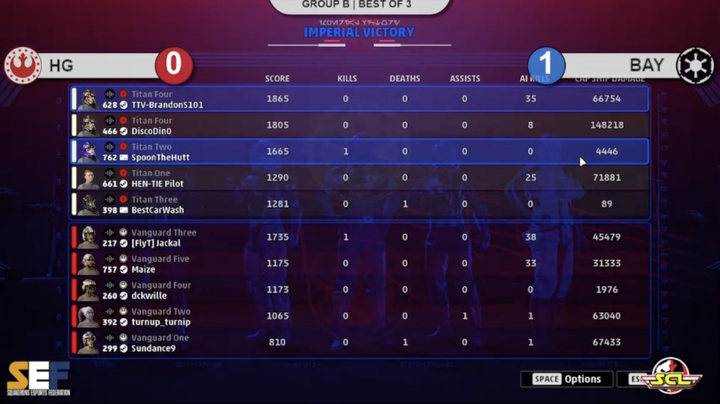 GROUP B | BEST OF 3
IMPERIAL VICTORY
HG 0 1 BAY
SCORE KILLS DEATHS ASSISTS AI KILLS CAP SHIP DAMAGE
Titan Four
628 TTV-BrandonS101 1865 0 0 0 35 66754
Titan Four
466 DiscoDin0 1805 0 0 0 8 148218
Titan Two
762 SpoonTheHutt 1665 1 0 0 0 4446
Titan One
661 HEN-TIE Pilot 1290 0 0 0 25 71881
Titan Three
398 BestCarWash 1281 0 1 0 0 89
Vanguard Three
217 [FlyT] Jackal 1735 1 0 0 38 45479
Vanguard Five
757 Maize 1175 0 0 0 33 31333
Vanguard Four
260 dckwille 1173 0 0 0 0 1976
Vanguard Two
392 turnup_turnip 1065 0 0 1 1 63040
Vanguard One
299 Sundance9 810 0 1 0 1 67433
SEF
SQUADRONS ESPORTS FEDERATION
SPACE Options
SCL